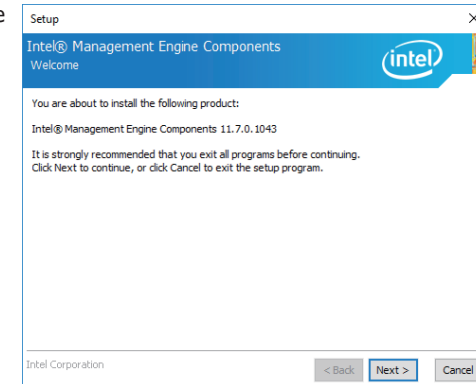 e
Setup
Intel® Management Engine Components
Welcome
intel
You are about to install the following product:
Intel® Management Engine Components 11.7.0.1043
It is strongly recommended that you exit all programs before continuing.
Click Next to continue, or click Cancel to exit the setup program.
Intel Corporation
< Back Next > Cancel